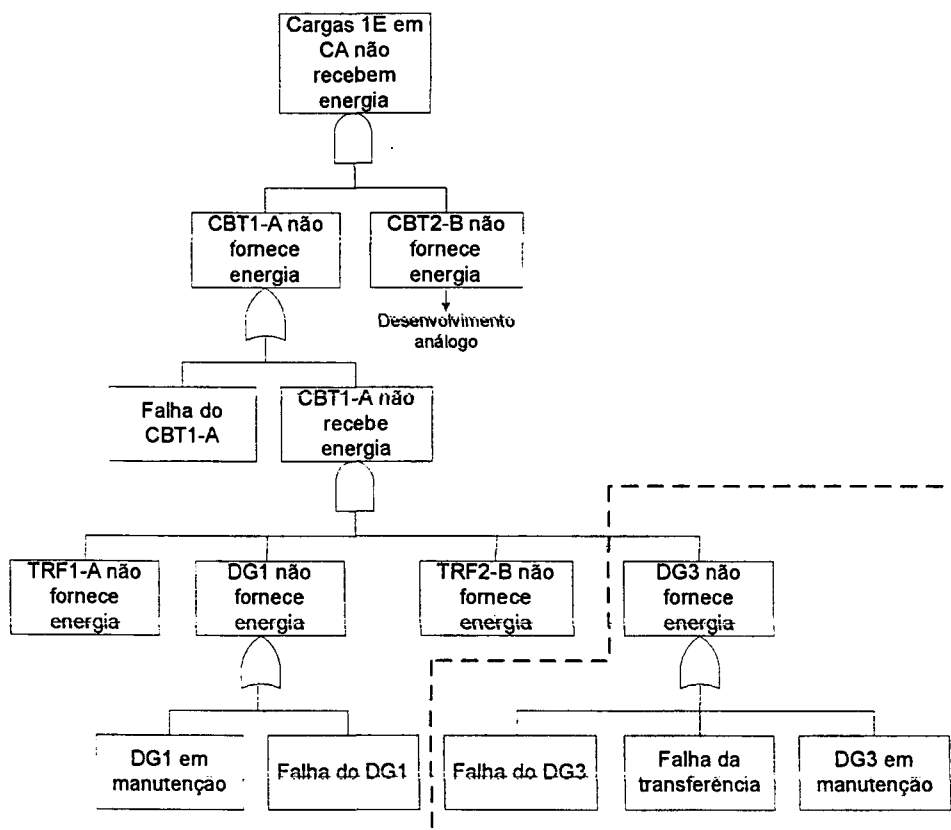 Cargas 1E em
CA não
recebem
energia
CBT1-A não
fornece
energia
CBT2-B não
fornece
energia
Desenvolvimento
análogo
Falha do
CBT1-A
CBT1-A não
recebe
energia
TRF1-A não
fornece
energia
DG1 não
fornece
energia
TRF2-B não
fornece
energia
DG3 não
fornece
energia
DG1 em
manutenção
Falha do DG1
Falha do DG3
Falha da
transferência
DG3 em
manutenção